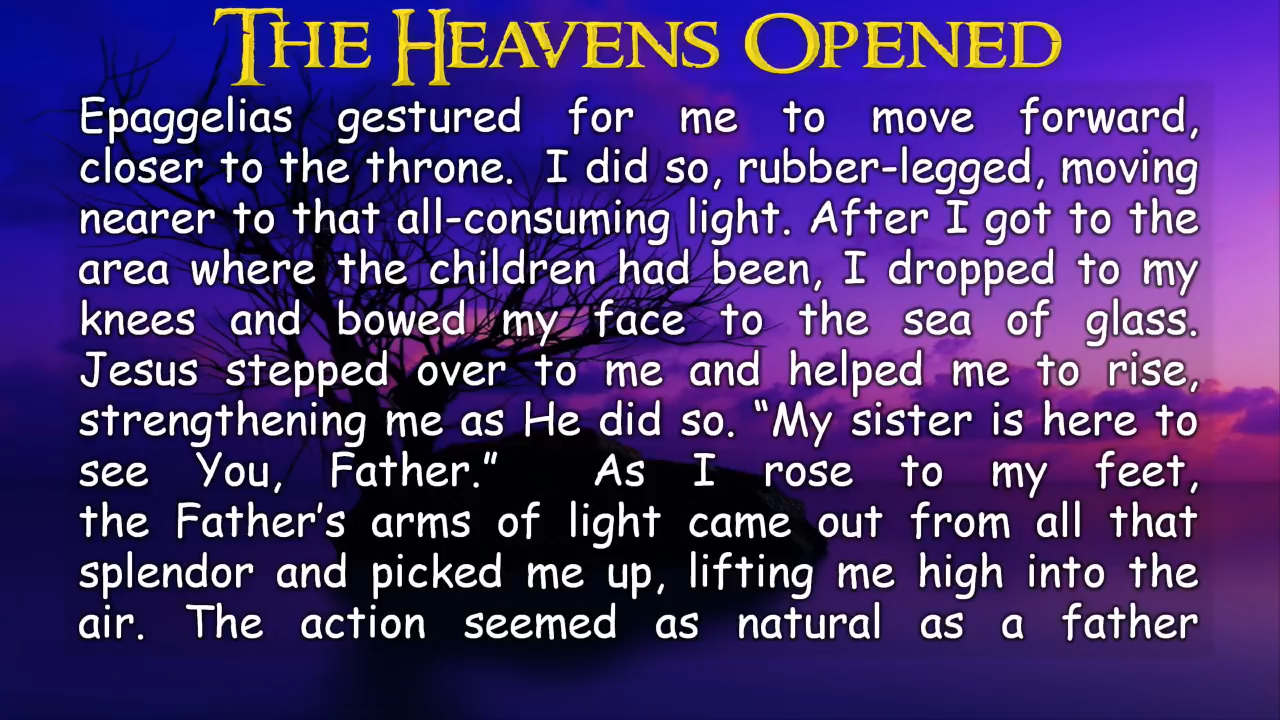 THE HEAVENS OPENED
Epaggelias gestured for me to move forward,
closer to the throne. I did so, rubber-legged, moving
nearer to that all-consuming light. After I got to the
area where the children had been, I dropped to my
knees and bowed my face to the sea of glass.
Jesus stepped over to me and helped me to rise,
strengthening me as He did so. “My sister is here to
see You, Father.” As I rose to my feet,
the Father’s arms of light came out from all that
splendor and picked me up, lifting me high into the
air. The action seemed as natural as a father